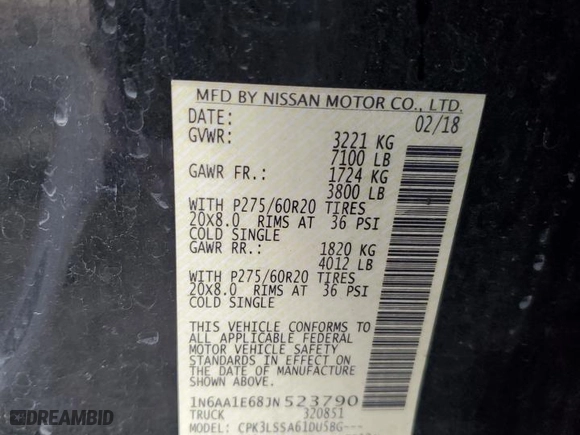 MFD BY NISSAN MOTOR CO., LTD.
DATE: 02/18
GVWR: 3221 KG
7100 LB
GAWR FR.: 1724 KG
3800 LB
WITH P275/60R20 TIRES
20X8.0 RIMS AT 36 PSI
COLD SINGLE
GAWR RR.: 1820 KG
4012 LB
WITH P275/60R20 TIRES
20X8.0 RIMS AT 36 PSI
COLD SINGLE
THIS VEHICLE CONFORMS TO
ALL APPLICABLE FEDERAL
MOTOR VEHICLE SAFETY
STANDARDS IN EFFECT ON
THE DATE OF MANUFACTURE
SHOWN ABOVE.
1N6AA1E68JN523790
TRUCK 320851
MODEL: CPK3LSSA61DU5BG---
AUTOBIDCAR